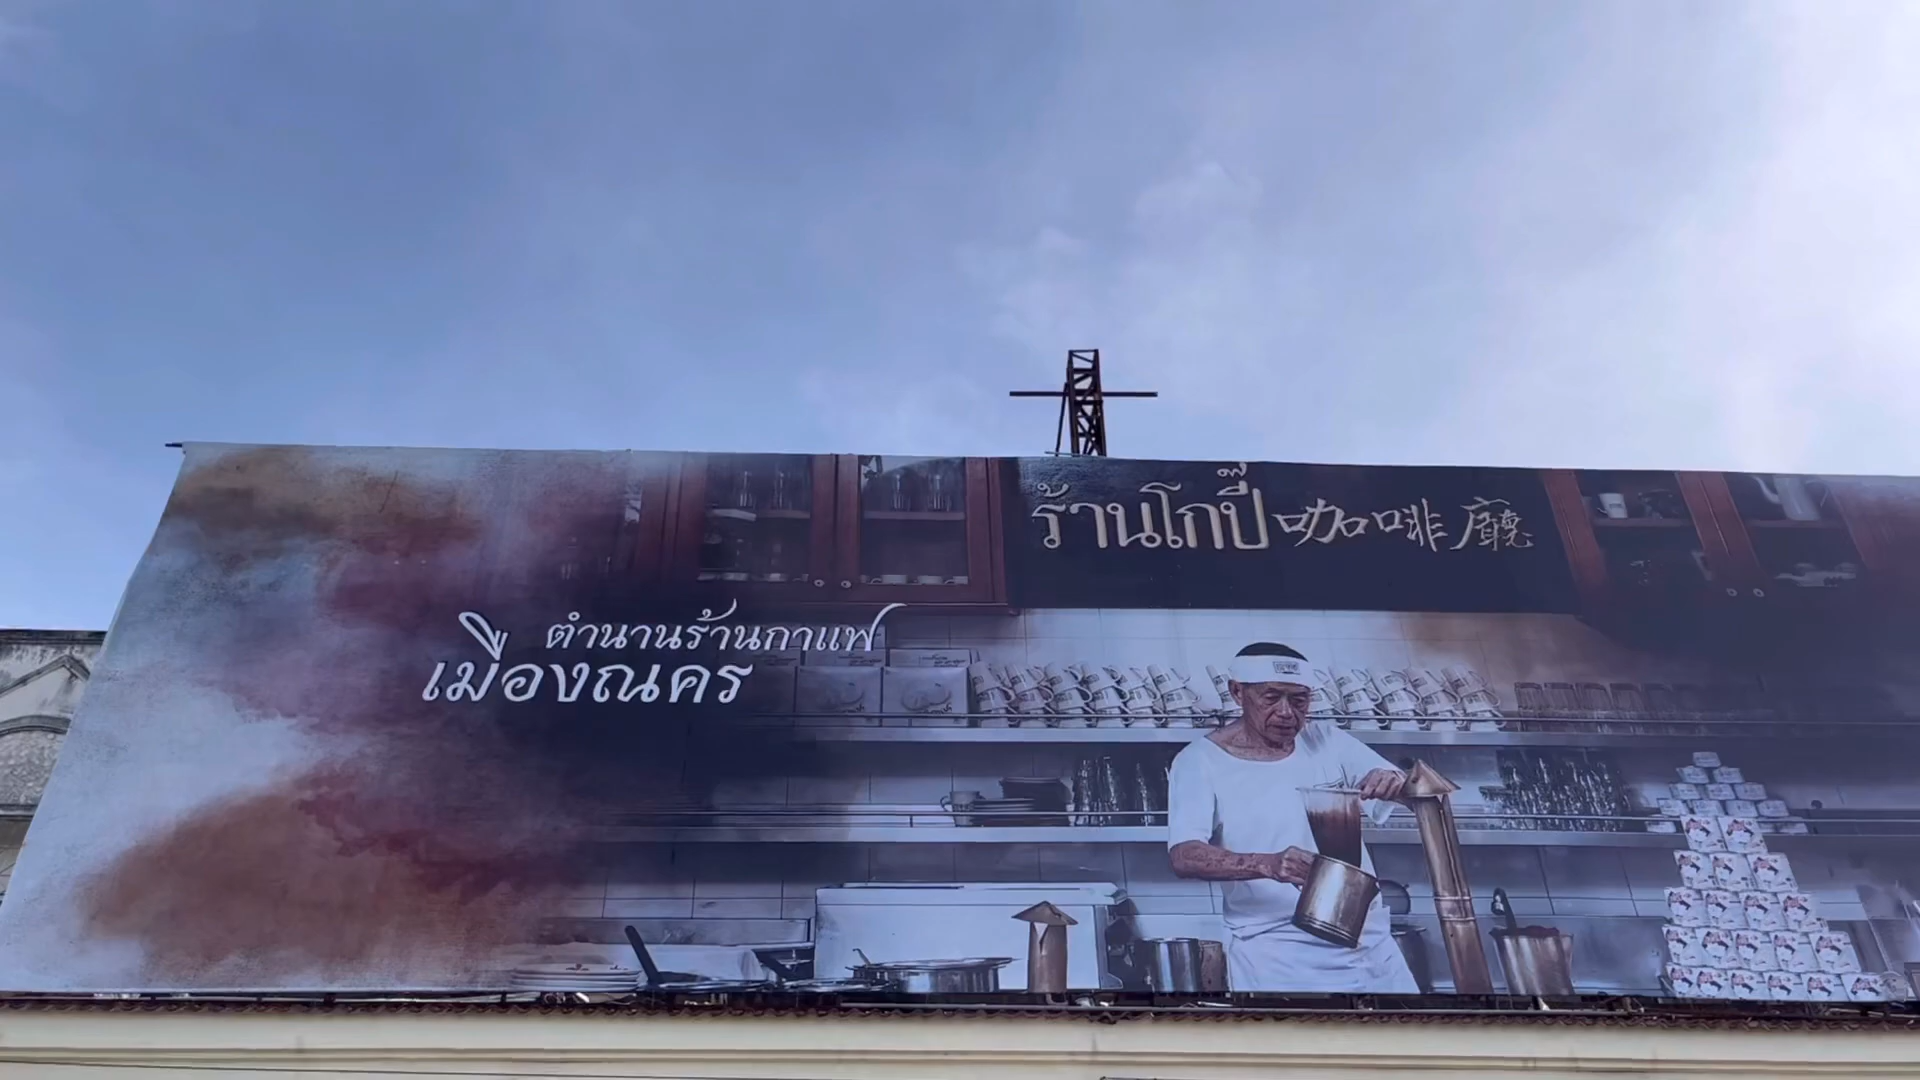 ร้านโกปี๊ 咖啡廳
ตำนานร้านกาแฟ
เมืองณคร